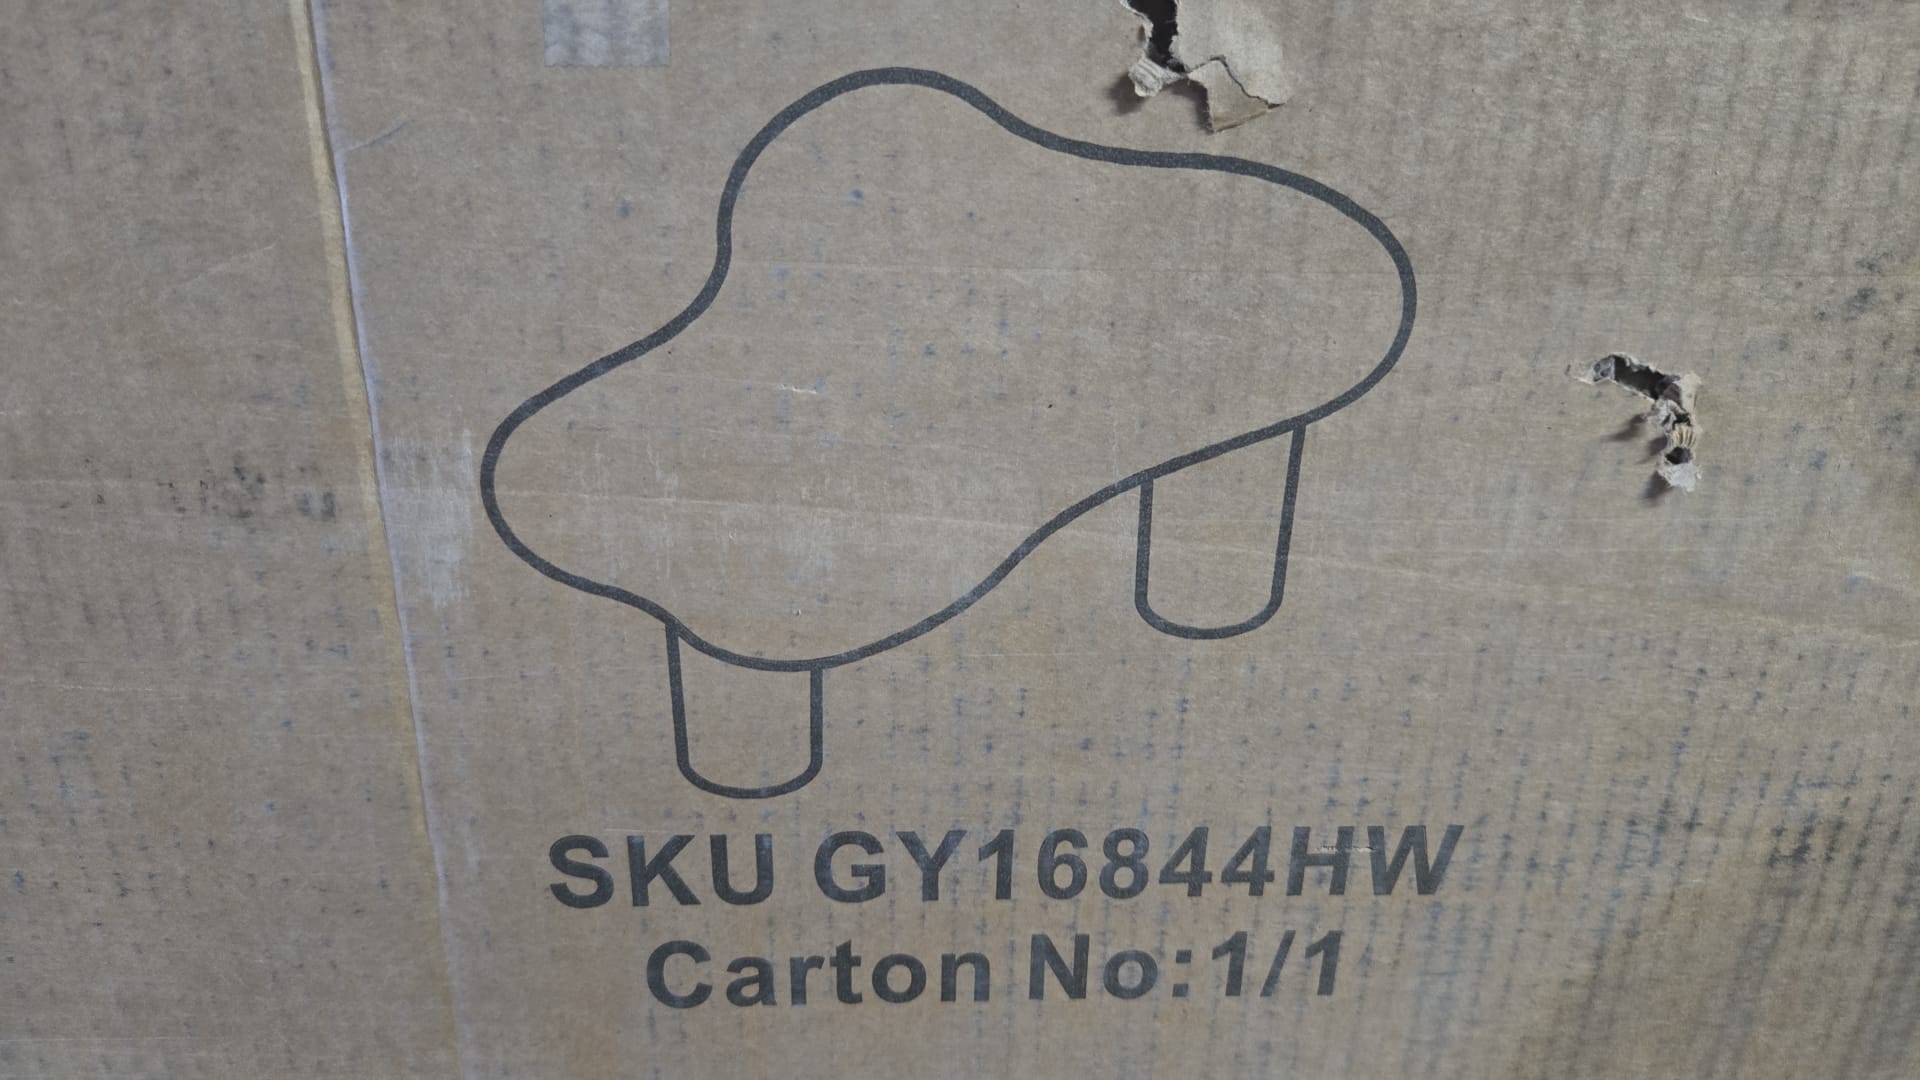 SKU GY16844HW
Carton No:1/1